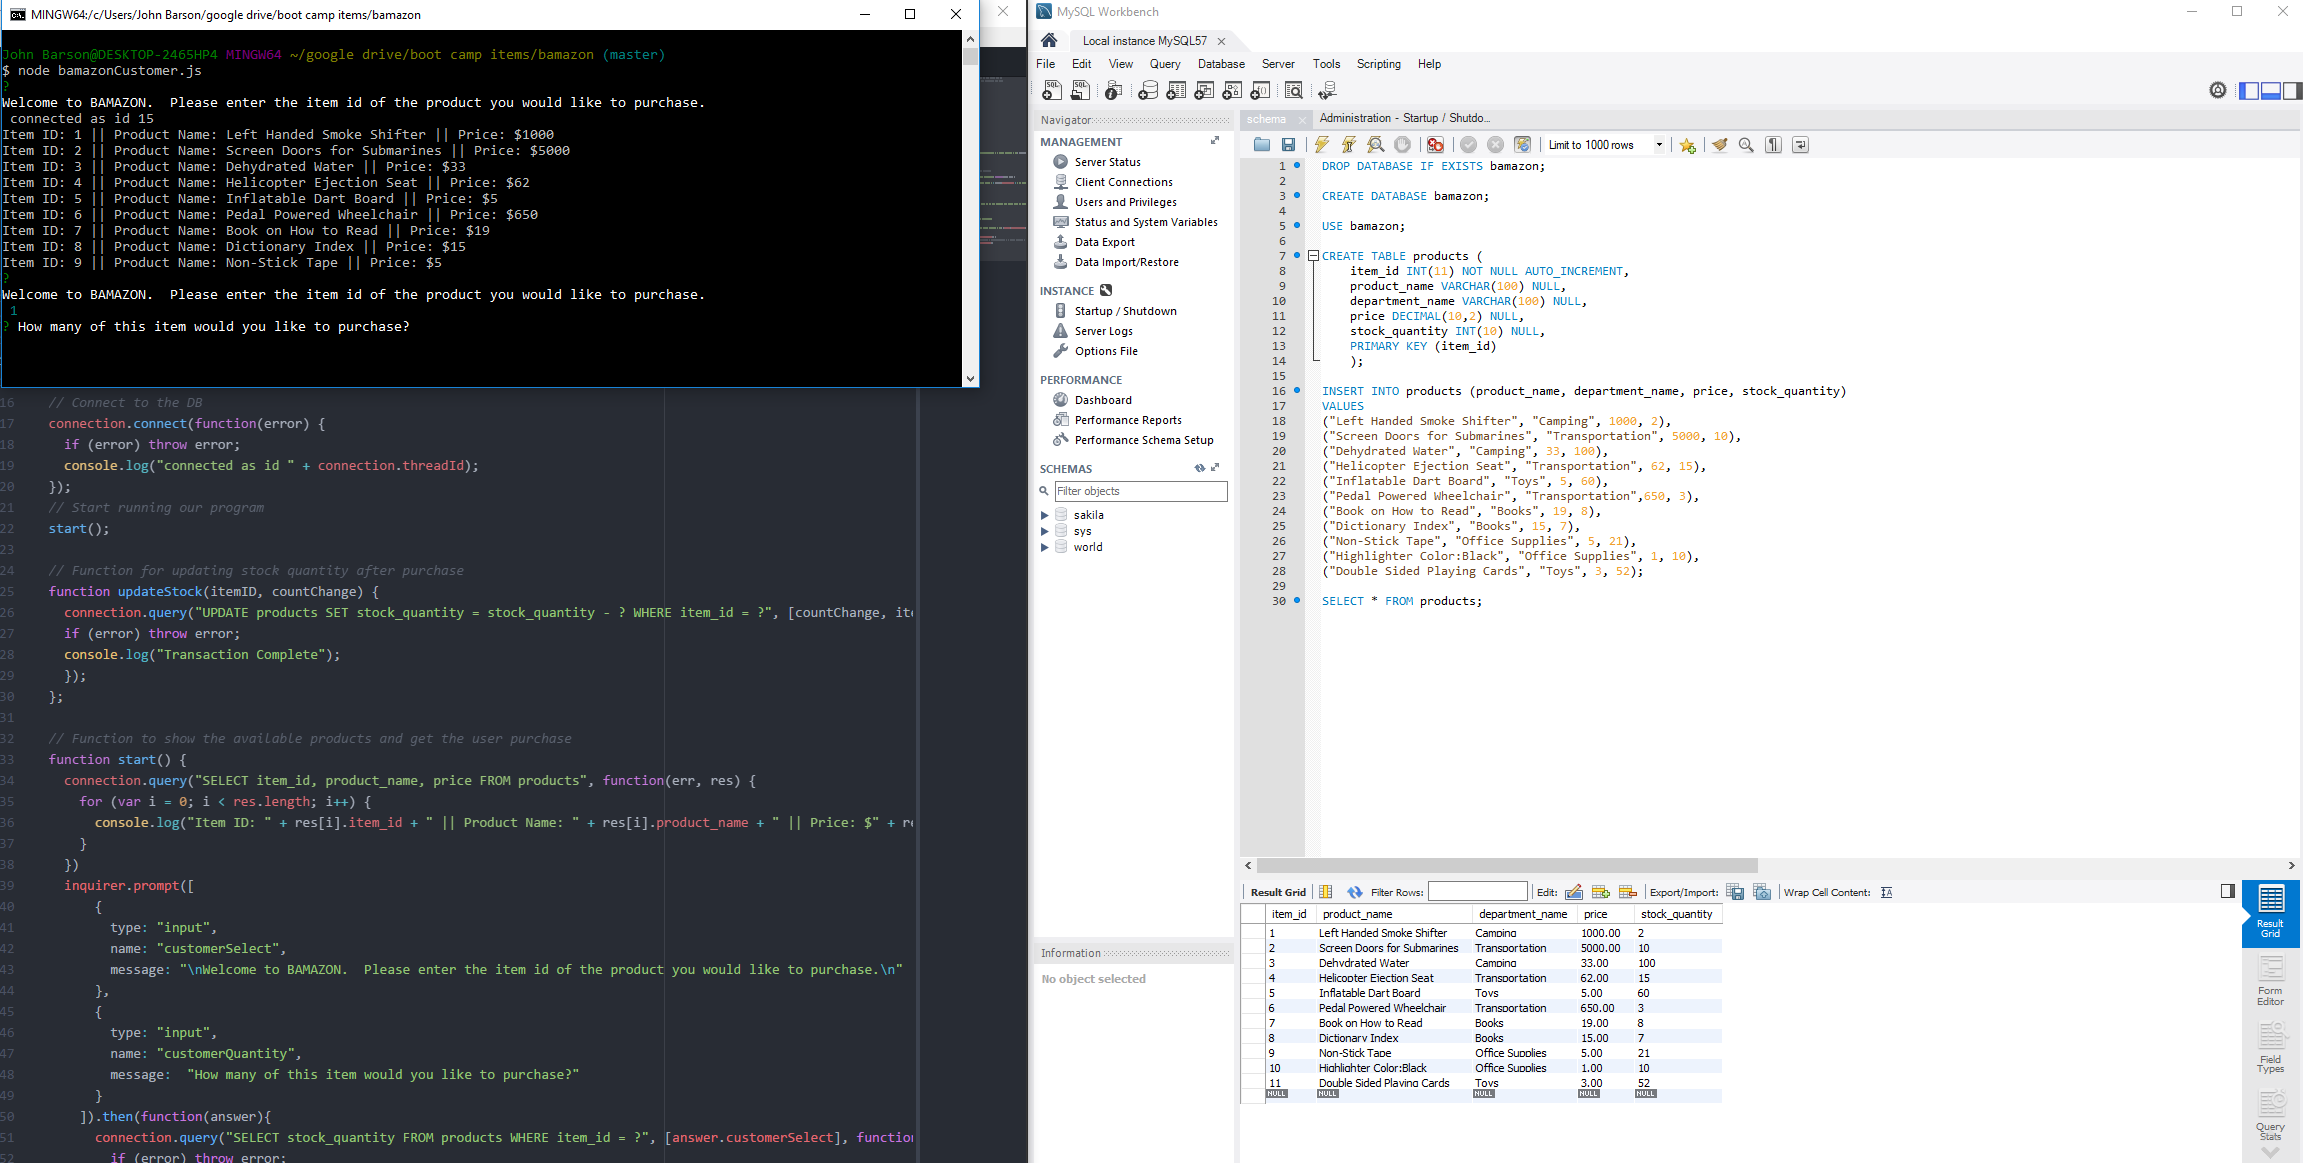 MINGW64:/c/Users/John Barson/google drive/boot camp items/bamazon
John Barson@DESKTOP-2465HP4 MINGW64 ~/google drive/boot camp items/bamazon (master)
$ node bamazonCustomer.js
?
Welcome to BAMAZON.  Please enter the item id of the product you would like to purchase.
connected as id 15
Item ID: 1 || Product Name: Left Handed Smoke Shifter || Price: $1000
Item ID: 2 || Product Name: Screen Doors for Submarines || Price: $5000
Item ID: 3 || Product Name: Dehydrated Water || Price: $33
Item ID: 4 || Product Name: Helicopter Ejection Seat || Price: $62
Item ID: 5 || Product Name: Inflatable Dart Board || Price: $5
Item ID: 6 || Product Name: Pedal Powered Wheelchair || Price: $650
Item ID: 7 || Product Name: Book on How to Read || Price: $19
Item ID: 8 || Product Name: Dictionary Index || Price: $15
Item ID: 9 || Product Name: Non-Stick Tape || Price: $5
?
Welcome to BAMAZON.  Please enter the item id of the product you would like to purchase.
1
? How many of this item would you like to purchase?
16 // Connect to the DB
17 connection.connect(function(error) {
18 if (error) throw error;
19 console.log("connected as id " + connection.threadId);
20 });
21 // Start running our program
22 start();
23
24 // Function for updating stock quantity after purchase
25 function updateStock(itemID, countChange) {
26 connection.query("UPDATE products SET stock_quantity = stock_quantity - ? WHERE item_id = ?", [countChange, ite
27 if (error) throw error;
28 console.log("Transaction Complete");
29 });
30 };
31
32 // Function to show the available products and get the user purchase
33 function start() {
34 connection.query("SELECT item_id, product_name, price FROM products", function(err, res) {
35 for (var i = 0; i < res.length; i++) {
36 console.log("Item ID: " + res[i].item_id + " || Product Name: " + res[i].product_name + " || Price: $" + re
37 }
38 })
39 inquirer.prompt([
40 {
41 type: "input",
42 name: "customerSelect",
43 message: "\nWelcome to BAMAZON.  Please enter the item id of the product you would like to purchase.\n"
44 },
45 {
46 type: "input",
47 name: "customerQuantity",
48 message:  "How many of this item would you like to purchase?"
49 }
50 ]).then(function(answer){
51 connection.query("SELECT stock_quantity FROM products WHERE item_id = ?", [answer.customerSelect], functio
52 if (error) throw error;
MySQL Workbench
Local instance MySQL57
File Edit View Query Database Server Tools Scripting Help
Navigator
MANAGEMENT
Server Status
Client Connections
Users and Privileges
Status and System Variables
Data Export
Data Import/Restore
INSTANCE
Startup / Shutdown
Server Logs
Options File
PERFORMANCE
Dashboard
Performance Reports
Performance Schema Setup
SCHEMAS
Filter objects
sakila
sys
world
Information
No object selected
schema Administration - Startup / Shutdo...
Limit to 1000 rows
1 DROP DATABASE IF EXISTS bamazon;
2
3 CREATE DATABASE bamazon;
4
5 USE bamazon;
6
7 CREATE TABLE products (
8 item_id INT(11) NOT NULL AUTO_INCREMENT,
9 product_name VARCHAR(100) NULL,
10 department_name VARCHAR(100) NULL,
11 price DECIMAL(10,2) NULL,
12 stock_quantity INT(10) NULL,
13 PRIMARY KEY (item_id)
14 );
15
16 INSERT INTO products (product_name, department_name, price, stock_quantity)
17 VALUES
18 ("Left Handed Smoke Shifter", "Camping", 1000, 2),
19 ("Screen Doors for Submarines", "Transportation", 5000, 10),
20 ("Dehydrated Water", "Camping", 33, 100),
21 ("Helicopter Ejection Seat", "Transportation", 62, 15),
22 ("Inflatable Dart Board", "Toys", 5, 60),
23 ("Pedal Powered Wheelchair", "Transportation",650, 3),
24 ("Book on How to Read", "Books", 19, 8),
25 ("Dictionary Index", "Books", 15, 7),
26 ("Non-Stick Tape", "Office Supplies", 5, 21),
27 ("Highlighter Color:Black", "Office Supplies", 1, 10),
28 ("Double Sided Playing Cards", "Toys", 3, 52);
29
30 SELECT * FROM products;
Result Grid Filter Rows: Edit: Export/Import: Wrap Cell Content:
item_id product_name department_name price stock_quantity
1 Left Handed Smoke Shifter Camping 1000.00 2
2 Screen Doors for Submarines Transportation 5000.00 10
3 Dehydrated Water Camping 33.00 100
4 Helicopter Ejection Seat Transportation 62.00 15
5 Inflatable Dart Board Toys 5.00 60
6 Pedal Powered Wheelchair Transportation 650.00 3
7 Book on How to Read Books 19.00 8
8 Dictionary Index Books 15.00 7
9 Non-Stick Tape Office Supplies 5.00 21
10 Highlighter Color:Black Office Supplies 1.00 10
11 Double Sided Playing Cards Toys 3.00 52
NULL NULL NULL NULL NULL
Result
Grid
Form
Editor
Field
Types
Query
Stats